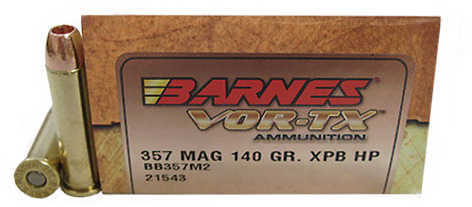 BARNES
VOR-TX
AMMUNITION
357 MAG 140 GR. XPB HP
BB357M2
21543